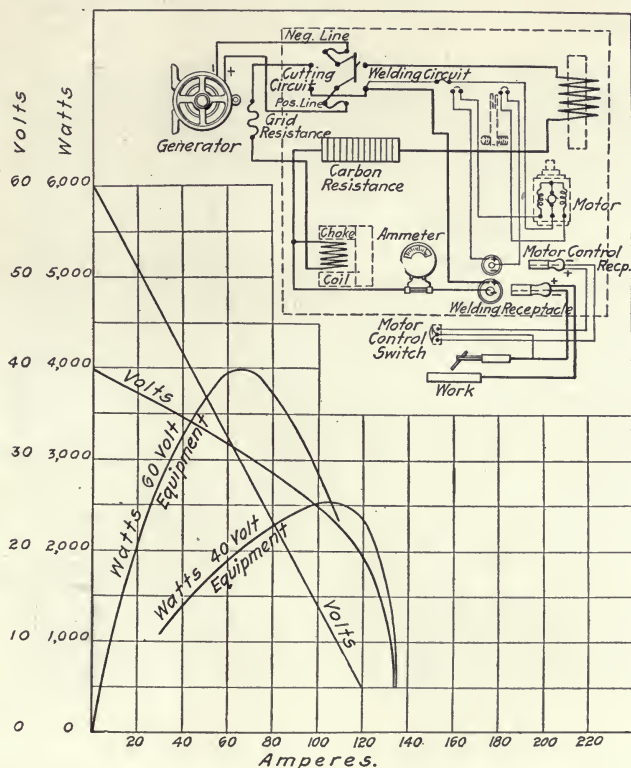 Neg. Line
- +
Cutting Circuit
Welding Circuit
Pos. Line
Grid Resistance
Generator
Carbon Resistance
Motor
Choke
Coil
Ammeter
Motor Control Recp.
+
Welding Receptacle
+
Motor Control Switch
Work
Volts
Watts
60 6,000
50 5,000
40 4,000
30 3,000
20 2,000
10 1,000
0 0
Volts
Watts 60 Volt Equipment
Watts 40 Volt Equipment
Volts
20 40 60 80 100 120 140 160 180 200 220
Amperes.